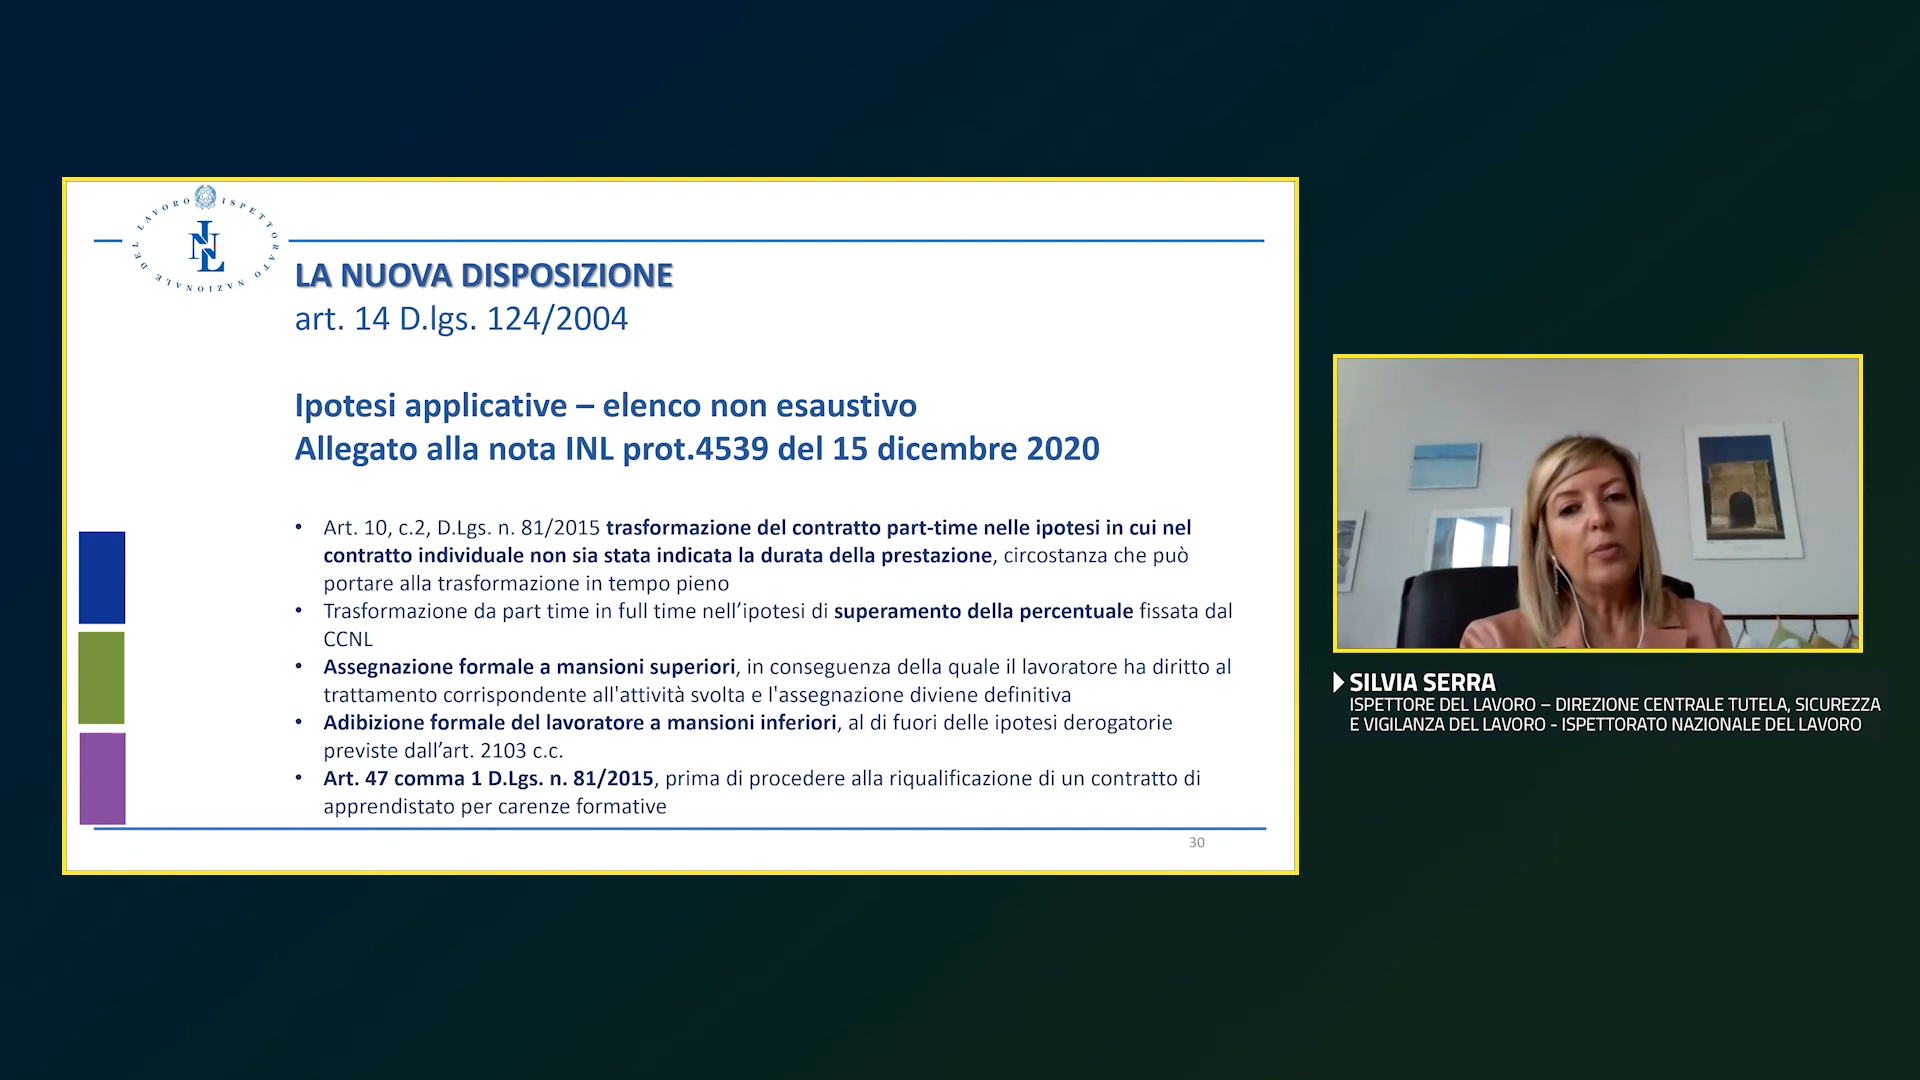 ISPETTORATO NAZIONALE DEL LAVORO
INL
LA NUOVA DISPOSIZIONE
art. 14 D.lgs. 124/2004
Ipotesi applicative – elenco non esaustivo
Allegato alla nota INL prot.4539 del 15 dicembre 2020
• Art. 10, c.2, D.Lgs. n. 81/2015 trasformazione del contratto part-time nelle ipotesi in cui nel
contratto individuale non sia stata indicata la durata della prestazione, circostanza che può
portare alla trasformazione in tempo pieno
• Trasformazione da part time in full time nell’ipotesi di superamento della percentuale fissata dal
CCNL
• Assegnazione formale a mansioni superiori, in conseguenza della quale il lavoratore ha diritto al
trattamento corrispondente all'attività svolta e l'assegnazione diviene definitiva
• Adibizione formale del lavoratore a mansioni inferiori, al di fuori delle ipotesi derogatorie
previste dall’art. 2103 c.c.
• Art. 47 comma 1 D.Lgs. n. 81/2015, prima di procedere alla riqualificazione di un contratto di
apprendistato per carenze formative
30
SILVIA SERRA
ISPETTORE DEL LAVORO – DIREZIONE CENTRALE TUTELA, SICUREZZA
E VIGILANZA DEL LAVORO - ISPETTORATO NAZIONALE DEL LAVORO